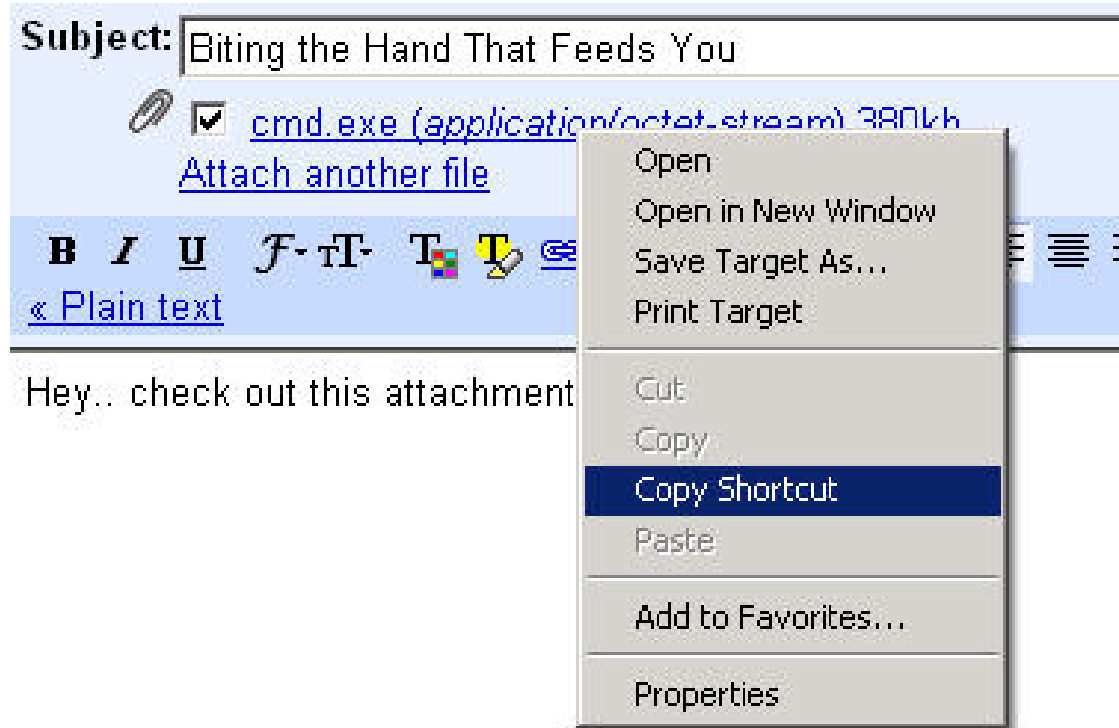 Subject: Biting the Hand That Feeds You
cmd.exe (application/octet-stream) 380kb
Attach another file
B I U F T T T
« Plain text
Hey.. check out this attachment
Open
Open in New Window
Save Target As...
Print Target
Cut
Copy
Copy Shortcut
Paste
Add to Favorites...
Properties